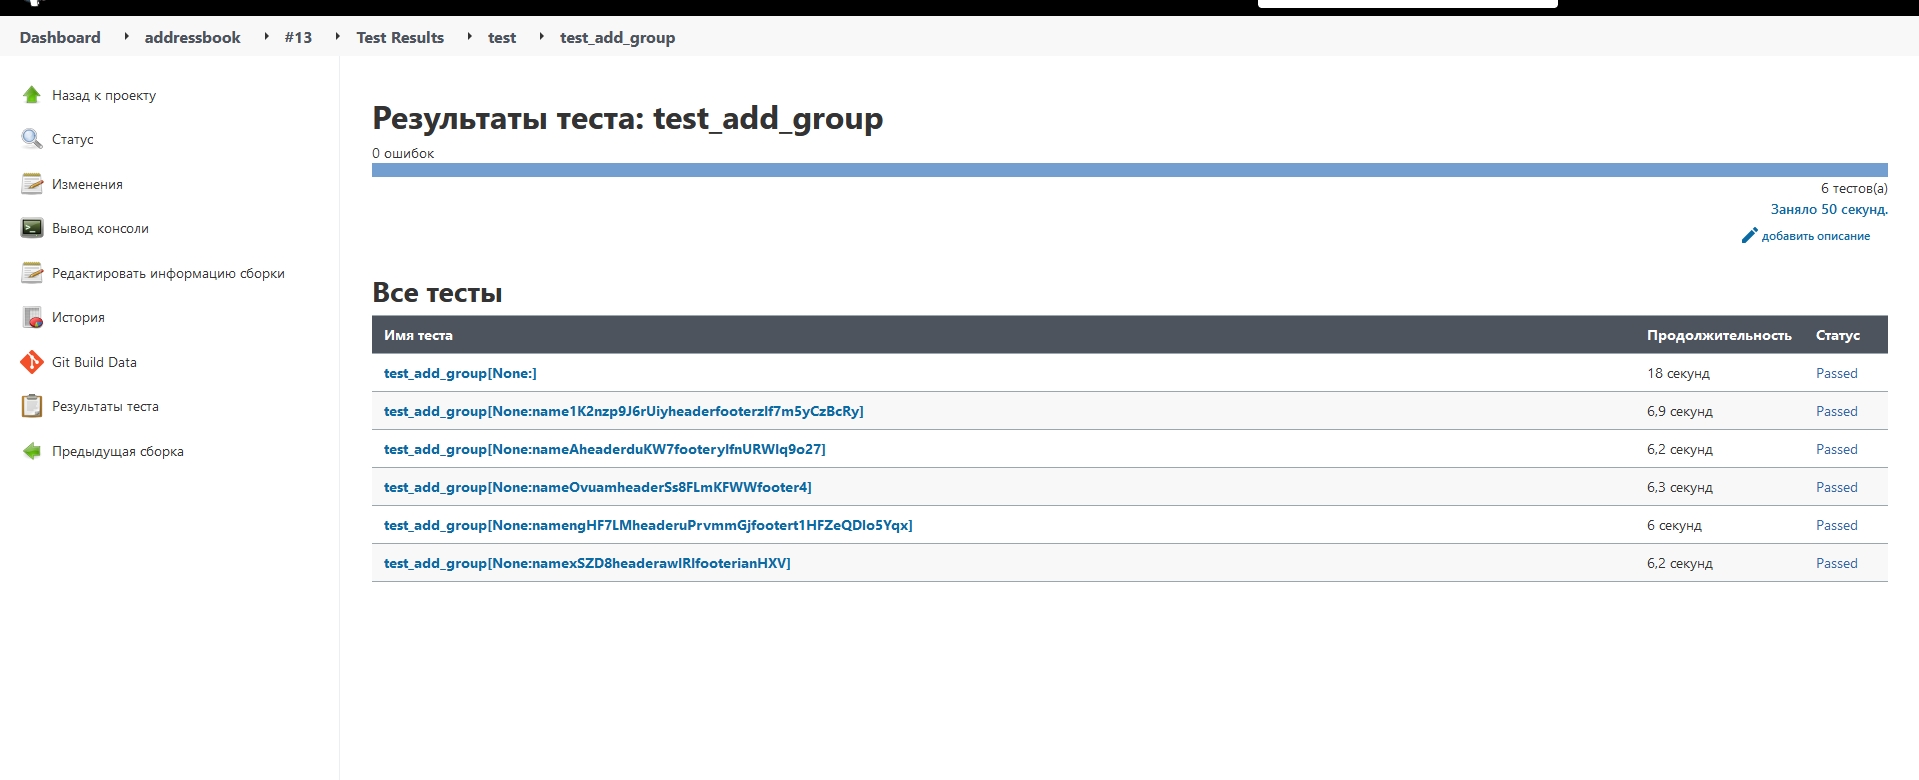 Dashboard addressbook #13 Test Results test test_add_group
Назад к проекту
Статус
Изменения
Вывод консоли
Редактировать информацию сборки
История
Git Build Data
Результаты теста
Предыдущая сборка
Результаты теста: test_add_group
0 ошибок
6 тестов(а)
Заняло 50 секунд.
добавить описание
Все тесты
Имя теста Продолжительность Статус
test_add_group[None:] 18 секунд Passed
test_add_group[None:name1K2nzp9J6rUiyheaderfooterzlf7m5yCzBcRy] 6,9 секунд Passed
test_add_group[None:nameAheaderduKW7footerylfnURWlq9o27] 6,2 секунд Passed
test_add_group[None:nameOvuamheaderSs8FLmKFWWfooter4] 6,3 секунд Passed
test_add_group[None:namengHF7LMheaderuPrvmmGjfootert1HFZeQDlo5Yqx] 6 секунд Passed
test_add_group[None:namexSZD8headerawlRlfooterianHXV] 6,2 секунд Passed